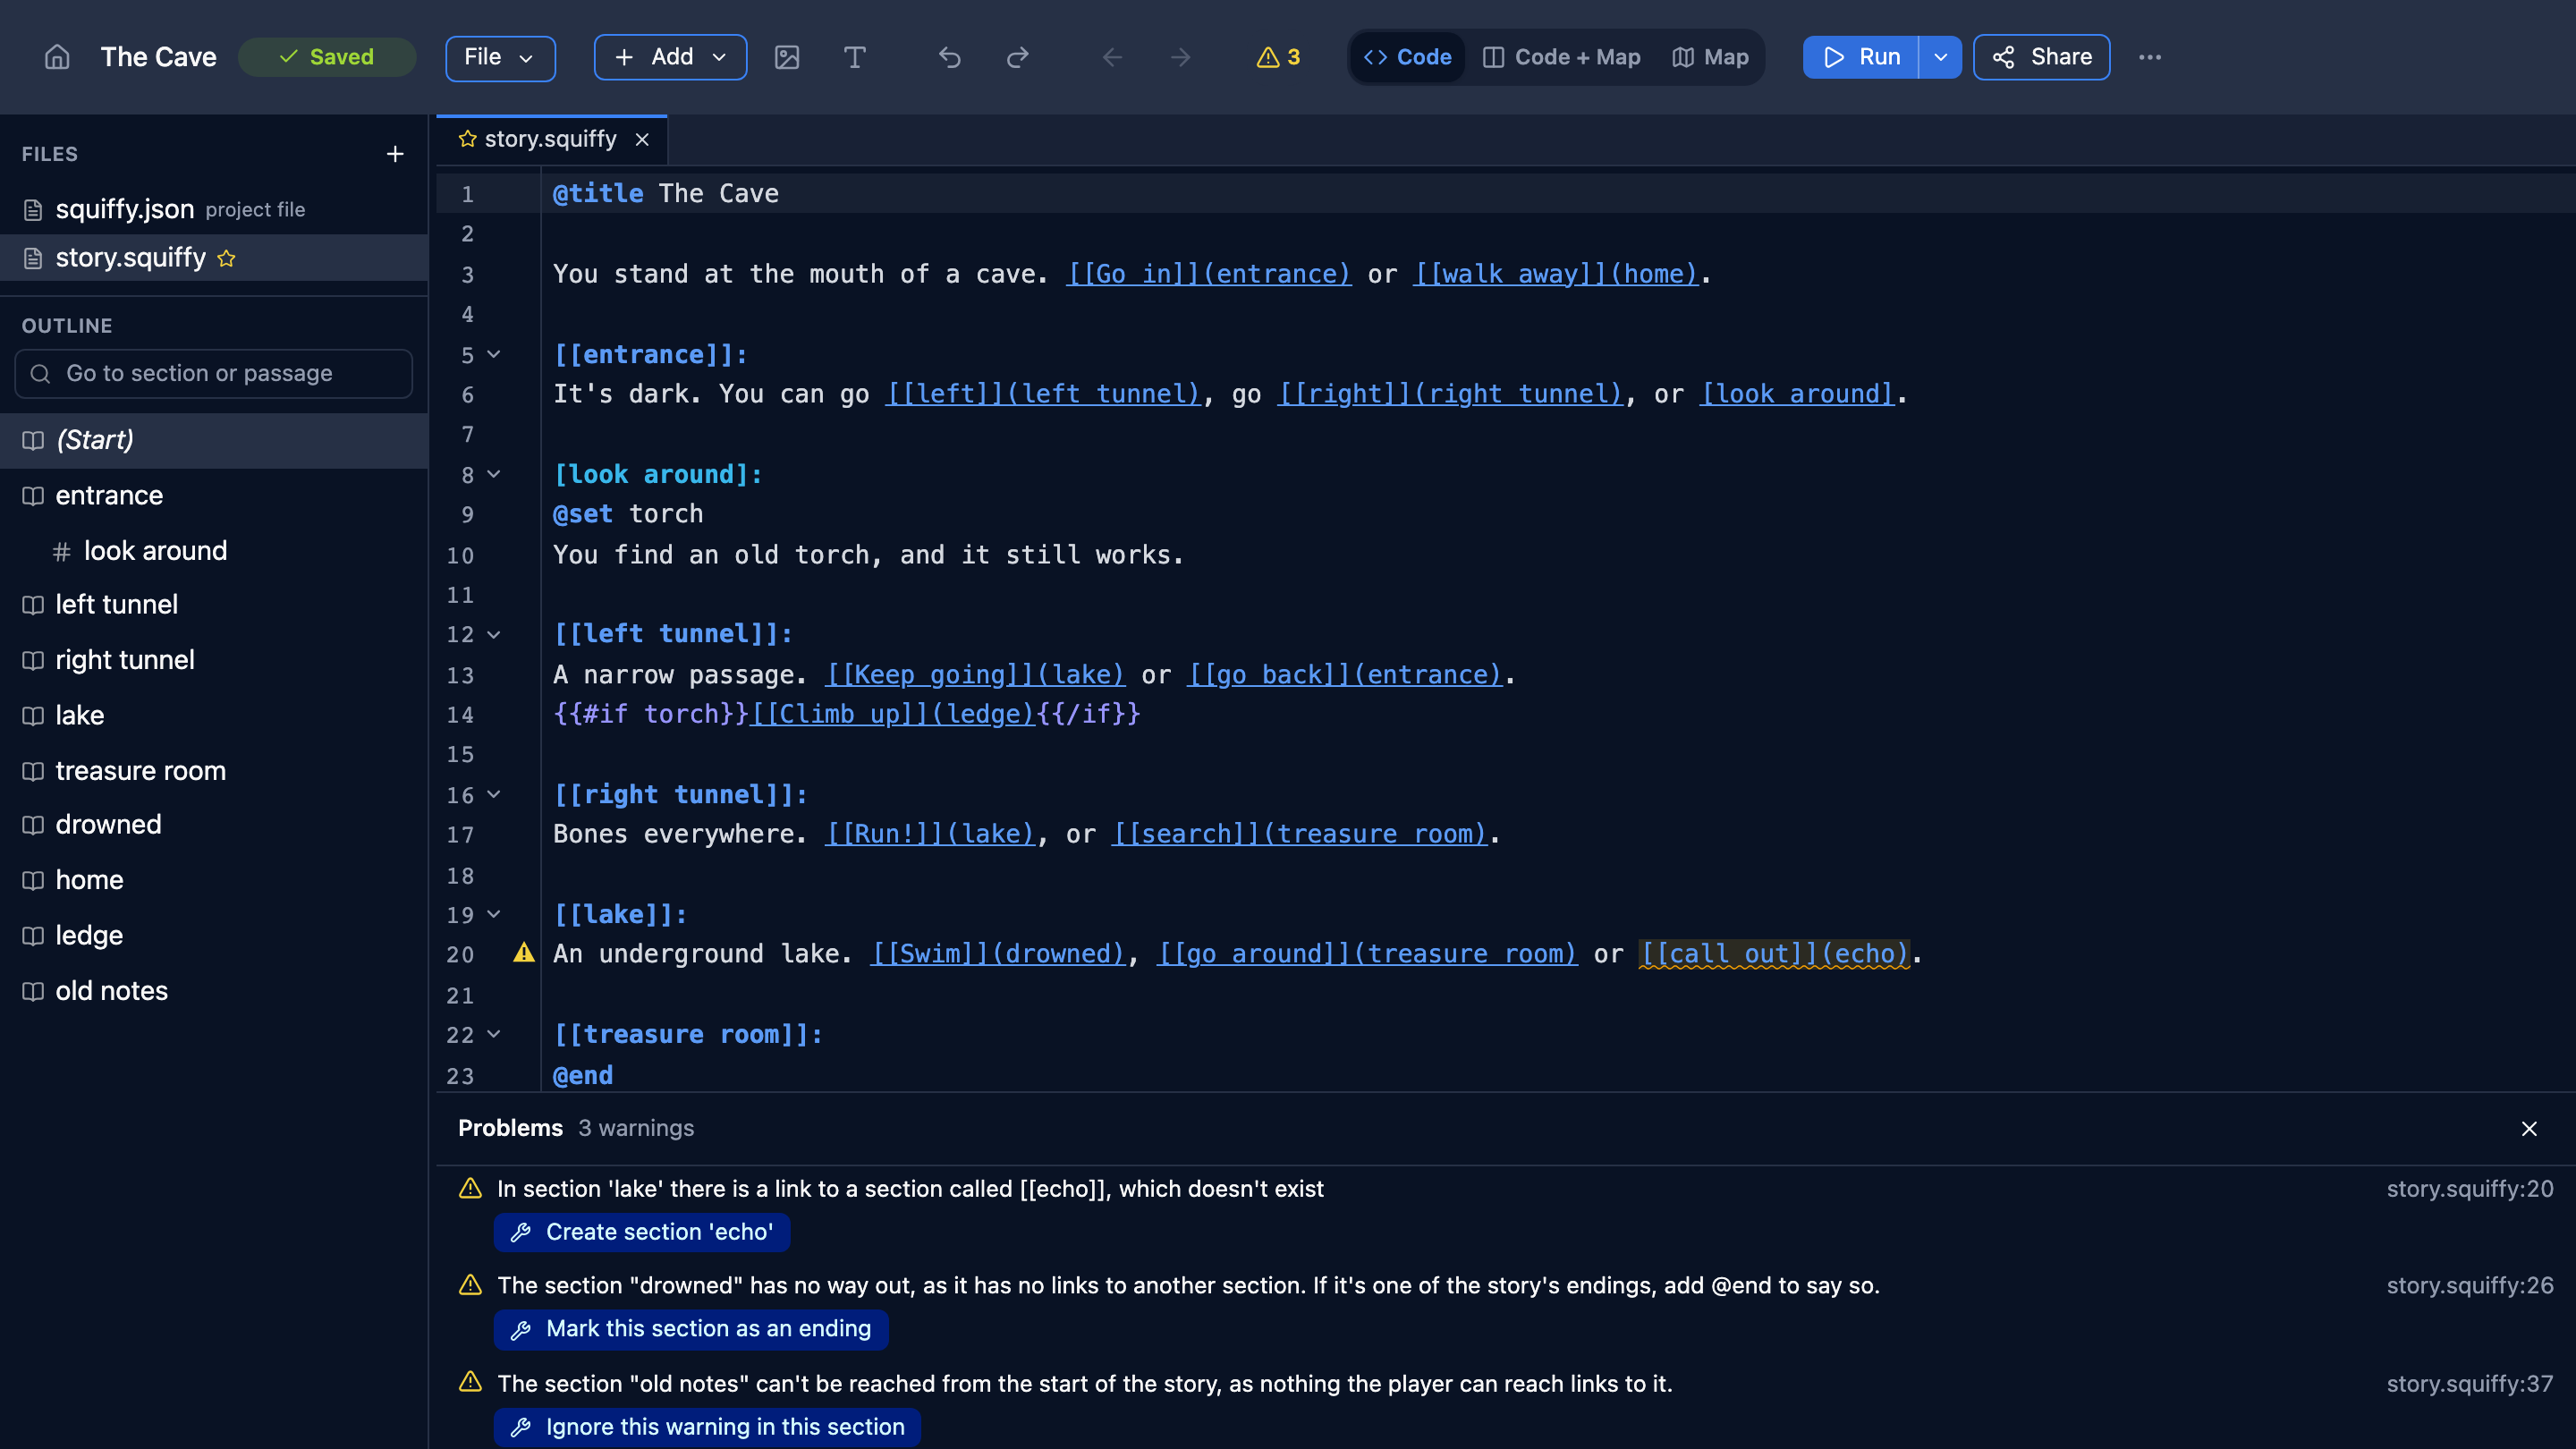 The Cave Saved File Add 3 Code Code + Map Map Run Share
FILES
squiffy.json project file
story.squiffy
OUTLINE
Go to section or passage
(Start)
entrance
# look around
left tunnel
right tunnel
lake
treasure room
drowned
home
ledge
old notes
story.squiffy
1 @title The Cave
2
3 You stand at the mouth of a cave. [[Go in]](entrance) or [[walk away]](home).
4
5 [[entrance]]:
6 It's dark. You can go [[left]](left tunnel), go [[right]](right tunnel), or [look around].
7
8 [look around]:
9 @set torch
10 You find an old torch, and it still works.
11
12 [[left tunnel]]:
13 A narrow passage. [[Keep going]](lake) or [[go back]](entrance).
14 {{#if torch}}[[Climb up]](ledge){{/if}}
15
16 [[right tunnel]]:
17 Bones everywhere. [[Run!]](lake), or [[search]](treasure room).
18
19 [[lake]]:
20 An underground lake. [[Swim]](drowned), [[go around]](treasure room) or [[call out]](echo).
21
22 [[treasure room]]:
23 @end
Problems 3 warnings
In section 'lake' there is a link to a section called [[echo]], which doesn't exist story.squiffy:20
Create section 'echo'
The section "drowned" has no way out, as it has no links to another section. If it's one of the story's endings, add @end to say so. story.squiffy:26
Mark this section as an ending
The section "old notes" can't be reached from the start of the story, as nothing the player can reach links to it. story.squiffy:37
Ignore this warning in this section